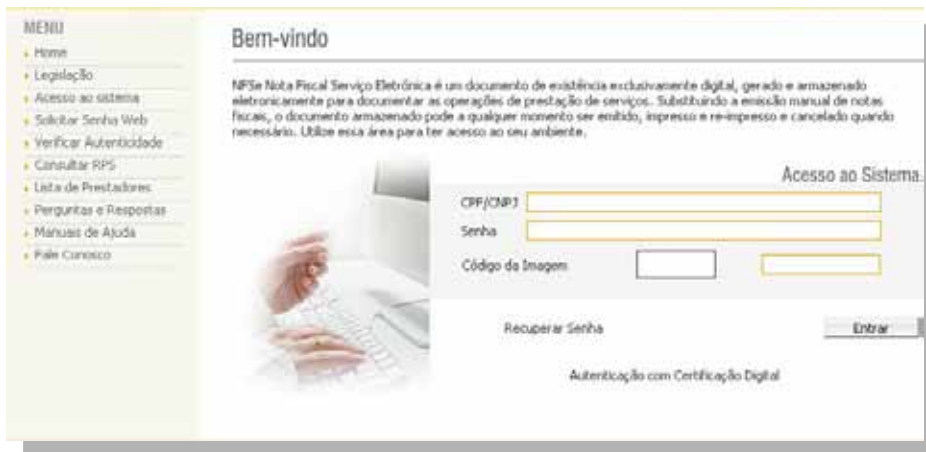 MENU
Home
Legislação
Acesso ao sistema
Solicitar Senha Web
Verificar Autenticidade
Consultar RPS
Lista de Prestadores
Perguntas e Respostas
Manuais de Ajuda
Fale Conosco
Bem-vindo
NFSe Nota Fiscal Serviço Eletrônica é um documento de existência exclusivamente digital, gerado e armazenado
eletronicamente para documentar as operações de prestação de serviços. Substituindo a emissão manual de notas
fiscais, o documento armazenado pode a qualquer momento ser emitido, impresso e re-impresso e cancelado quando
necessário. Utilize essa área para ter acesso ao seu ambiente.
Acesso ao Sistema.
CPF/CNPJ
Senha
Código da Imagem
Recuperar Senha
Entrar
Autenticação com Certificação Digital